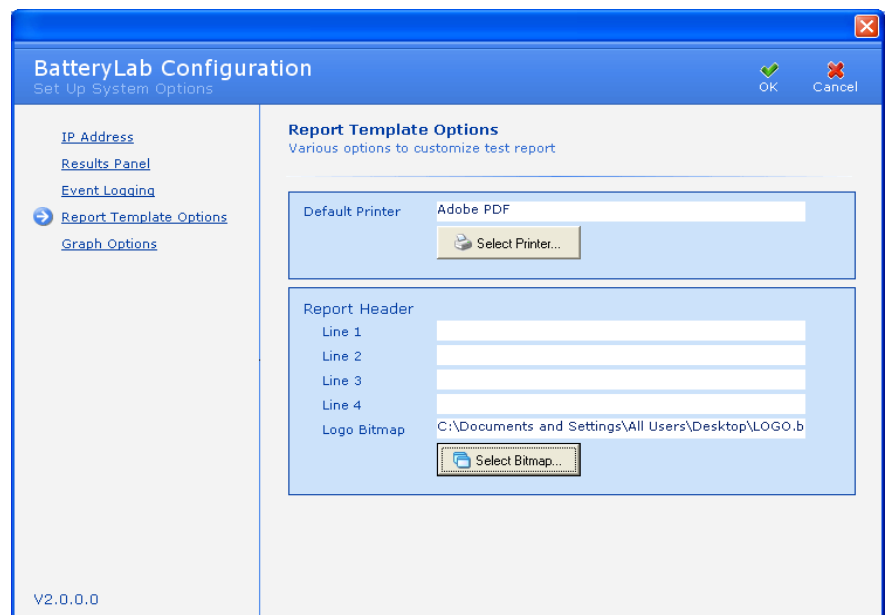 BatteryLab Configuration
Set Up System Options
OK
Cancel
IP Address
Results Panel
Event Logging
Report Template Options
Graph Options
V2.0.0.0
Report Template Options
Various options to customize test report
Default Printer
Adobe PDF
Select Printer...
Report Header
Line 1
Line 2
Line 3
Line 4
Logo Bitmap
C:\Documents and Settings\All Users\Desktop\LOGO.b
Select Bitmap...